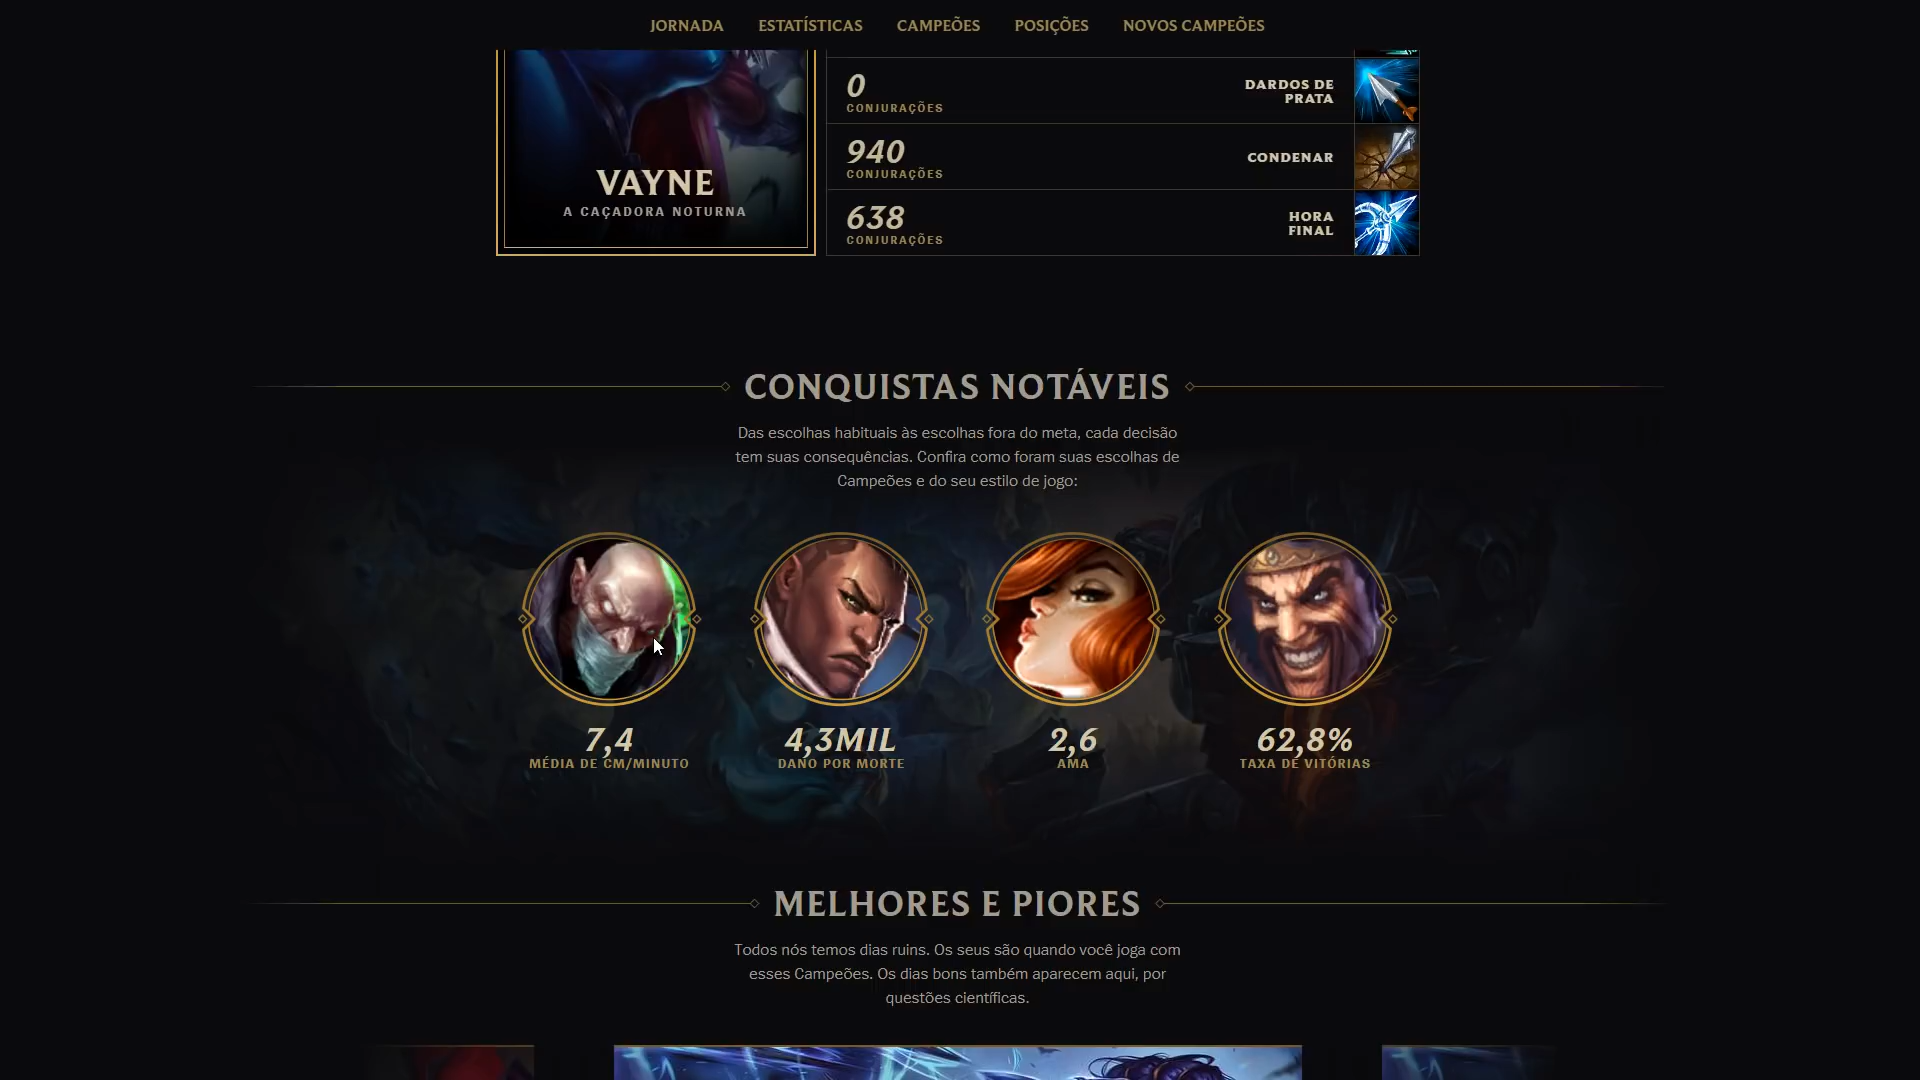 JORNADA ESTATÍSTICAS CAMPEÕES POSIÇÕES NOVOS CAMPEÕES
VAYNE
A CAÇADORA NOTURNA
0
CONJURAÇÕES
DARDOS DE
PRATA
940
CONJURAÇÕES
CONDENAR
638
CONJURAÇÕES
HORA
FINAL
CONQUISTAS NOTÁVEIS
Das escolhas habituais às escolhas fora do meta, cada decisão
tem suas consequências. Confira como foram suas escolhas de
Campeões e do seu estilo de jogo:
7,4
MÉDIA DE CM/MINUTO
4,3MIL
DANO POR MORTE
2,6
AMA
62,8%
TAXA DE VITÓRIAS
MELHORES E PIORES
Todos nós temos dias ruins. Os seus são quando você joga com
esses Campeões. Os dias bons também aparecem aqui, por
questões científicas.